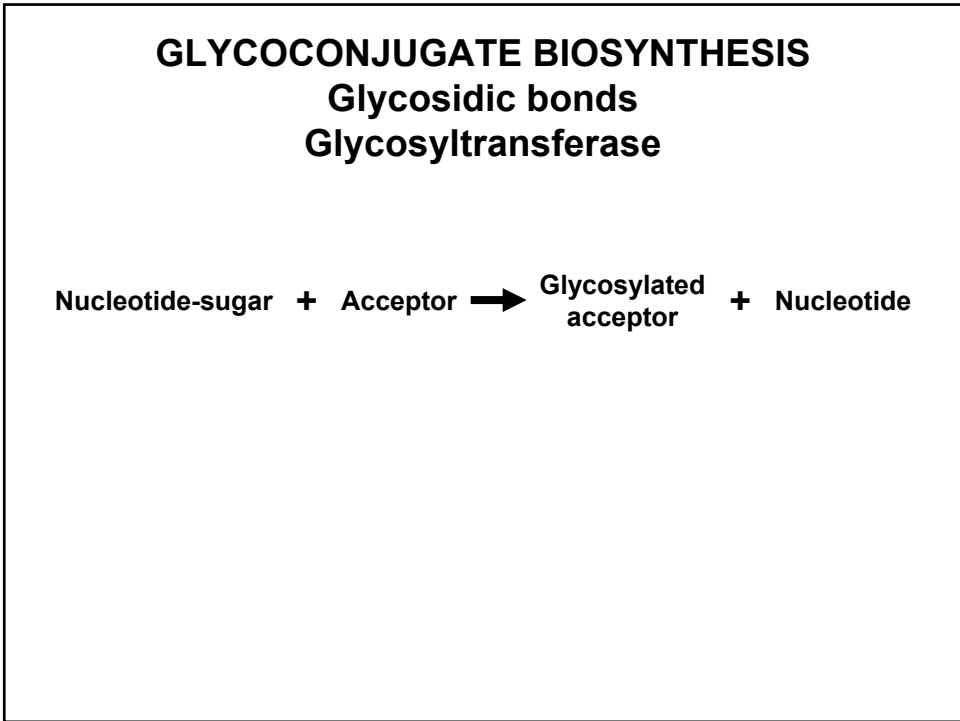 GLYCOCONJUGATE BIOSYNTHESIS
Glycosidic bonds
Glycosyltransferase
Nucleotide-sugar + Acceptor Glycosylated acceptor + Nucleotide